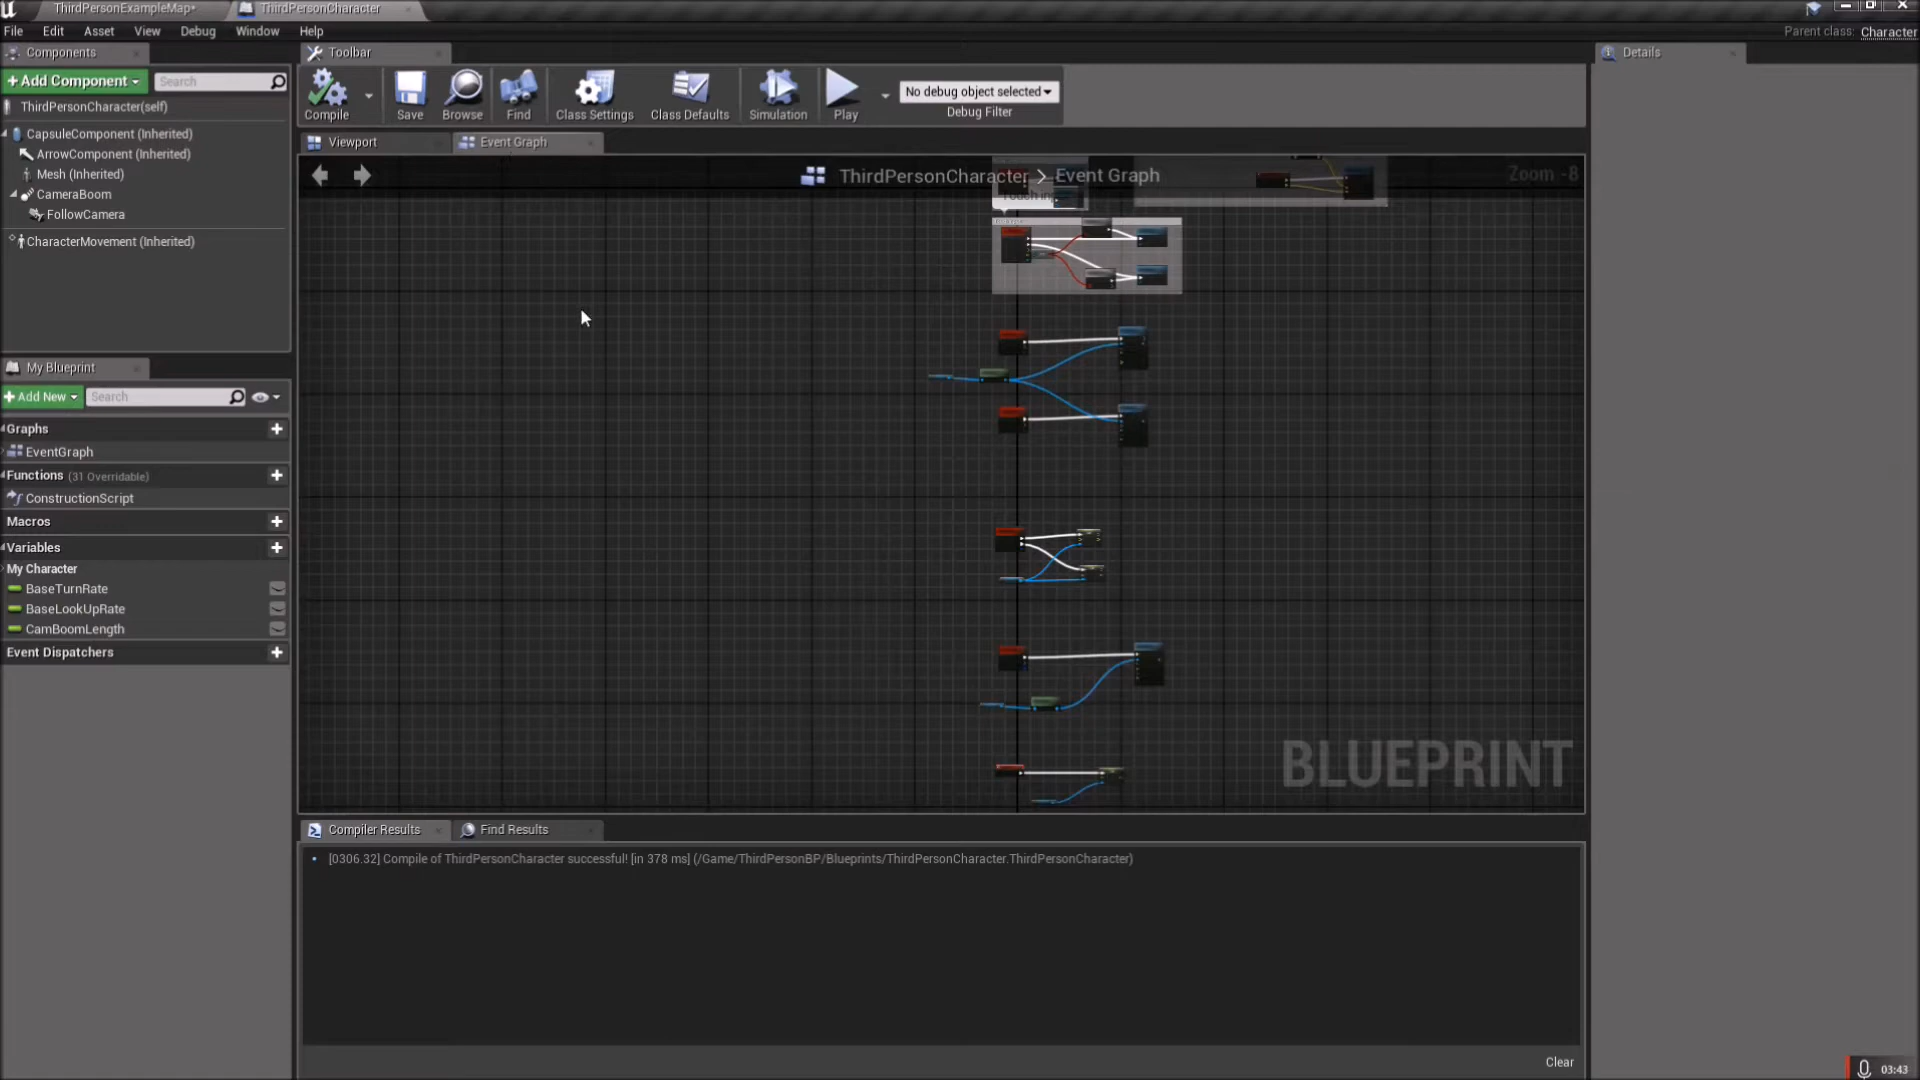 ThirdPersonExampleMap*
ThirdPersonCharacter
File Edit Asset View Debug Window Help
Parent class: Character
Components
Toolbar
Details
+Add Component
Search
Compile
Save
Browse
Find
Class Settings
Class Defaults
Simulation
Play
No debug object selected
Debug Filter
ThirdPersonCharacter(self)
CapsuleComponent (Inherited)
ArrowComponent (Inherited)
Mesh (Inherited)
CameraBoom
FollowCamera
CharacterMovement (Inherited)
Viewport
Event Graph
ThirdPersonCharacter > Event Graph
Zoom -8
My Blueprint
+Add New
Search
Graphs
EventGraph
Functions (31 Overridable)
ConstructionScript
Macros
Variables
My Character
BaseTurnRate
BaseLookUpRate
CamBoomLength
Event Dispatchers
BLUEPRINT
Compiler Results
Find Results
[0306.32] Compile of ThirdPersonCharacter successful! [in 378 ms] (/Game/ThirdPersonBP/Blueprints/ThirdPersonCharacter.ThirdPersonCharacter)
Clear
03:43